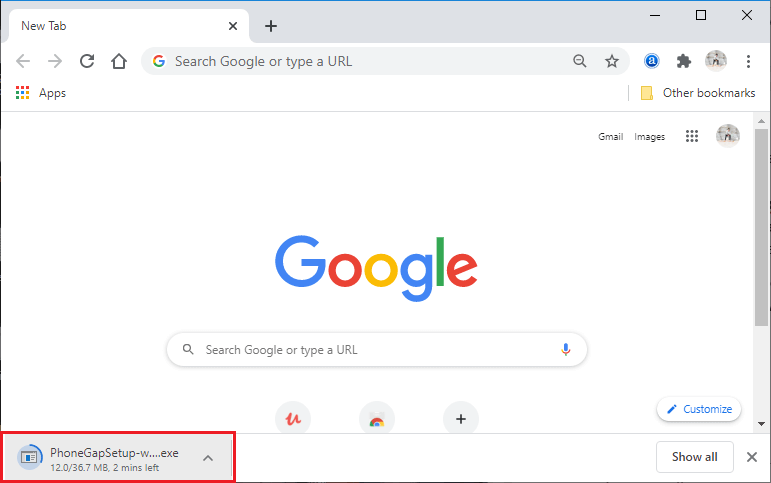 New Tab
Search Google or type a URL
Apps
Other bookmarks
Gmail Images
Google
Search Google or type a URL
Customize
PhoneGapSetup-w....exe
12.0/36.7 MB, 2 mins left
Show all